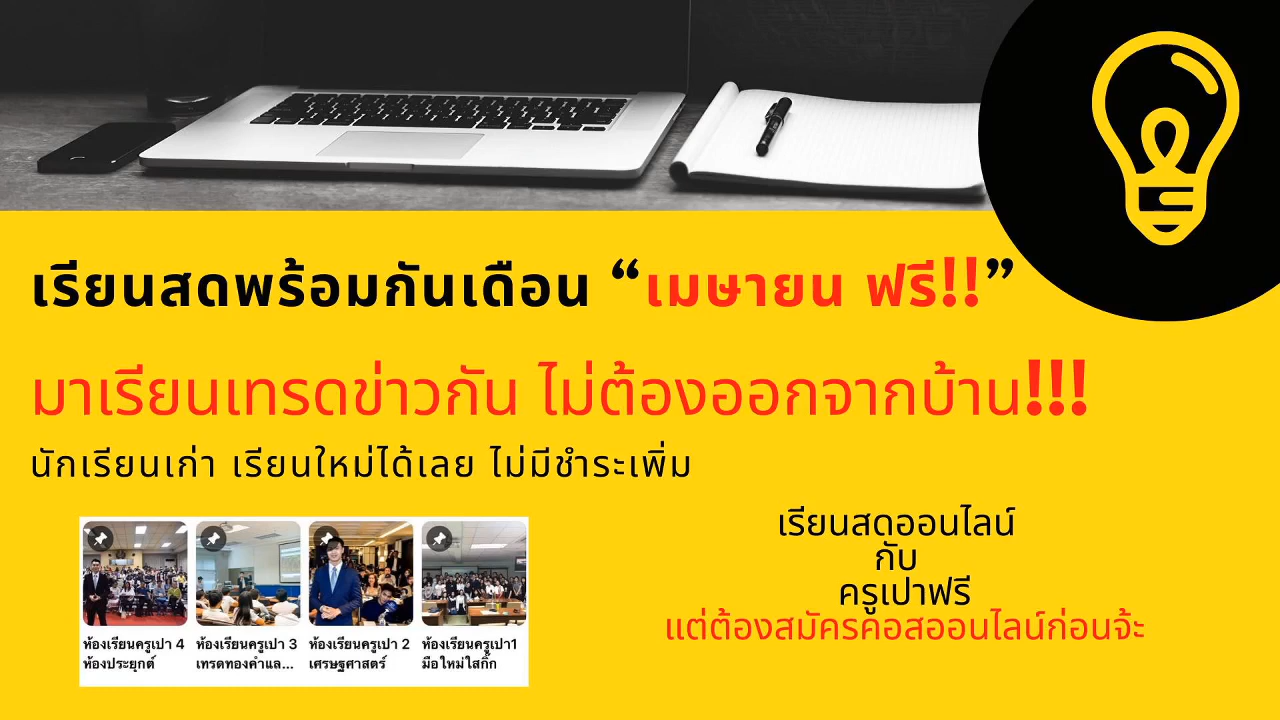 เรียนสดพร้อมกันเดือน “เมษายน ฟรี!!”
มาเรียนเทรดข่าวกัน ไม่ต้องออกจากบ้าน!!!
นักเรียนเก่า เรียนใหม่ได้เลย ไม่มีชำระเพิ่ม
เรียนสดออนไลน์
กับ
ครูเปาฟรี
แต่ต้องสมัครคอสออนไลน์ก่อนจ้ะ
ห้องเรียนครูเปา 4
ห้องประยุกต์
ห้องเรียนครูเปา 3
เทรดทองคำแล...
ห้องเรียนครูเปา 2
เศรษฐศาสตร์
ห้องเรียนครูเปา1
มือใหม่ใสกิ๊ก